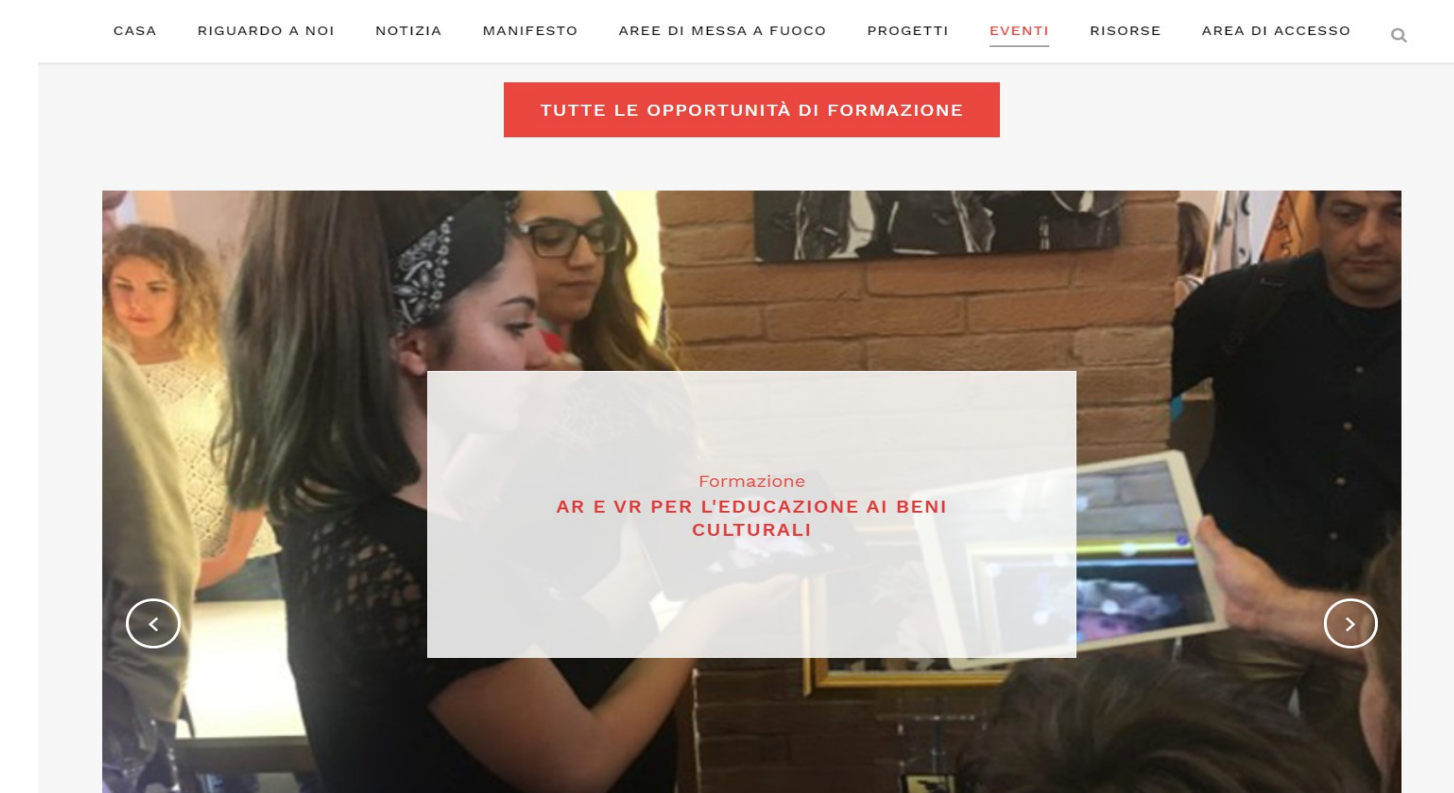 CASA RIGUARDO A NOI NOTIZIA MANIFESTO AREE DI MESSA A FUOCO PROGETTI EVENTI RISORSE AREA DI ACCESSO
TUTTE LE OPPORTUNITÀ DI FORMAZIONE
Formazione
AR E VR PER L'EDUCAZIONE AI BENI
CULTURALI